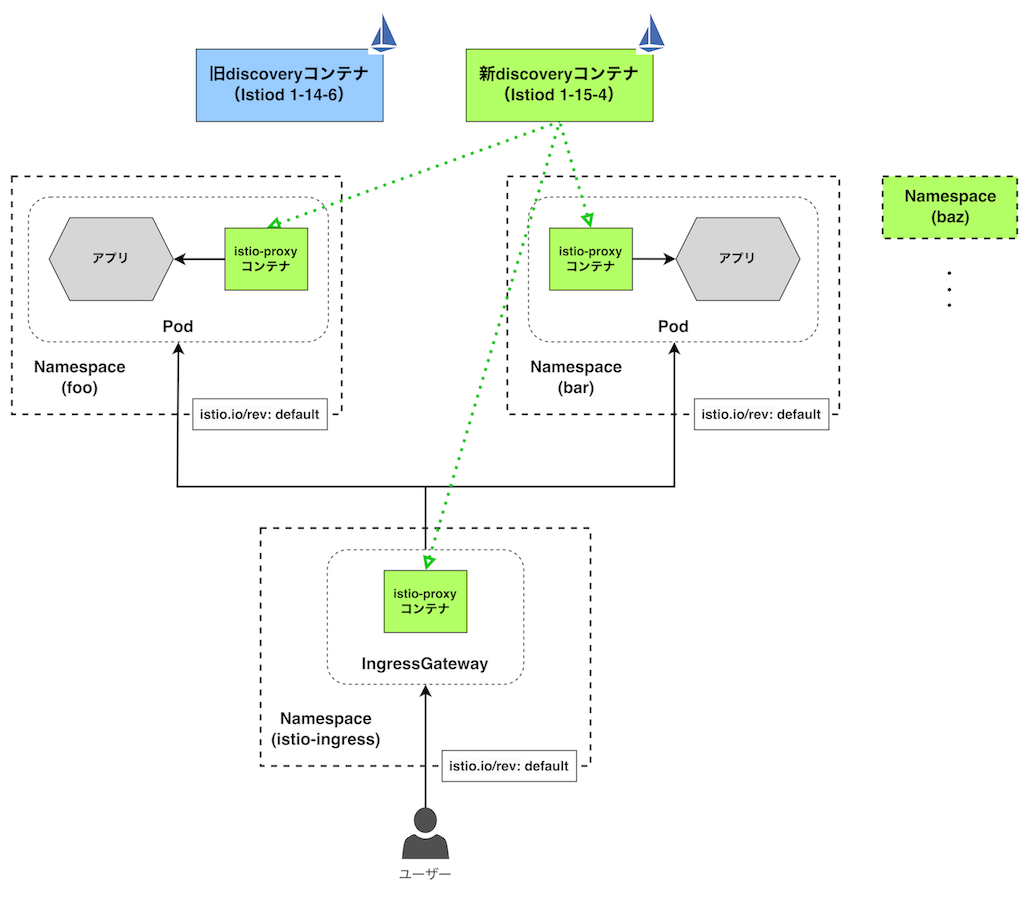 旧discoveryコンテナ
（Istiod 1-14-6）
新discoveryコンテナ
（Istiod 1-15-4）
アプリ
istio-proxy
コンテナ
Pod
Namespace
(foo)
istio.io/rev: default
istio-proxy
コンテナ
アプリ
Pod
Namespace
(bar)
istio.io/rev: default
Namespace
(baz)
istio-proxy
コンテナ
IngressGateway
Namespace
(istio-ingress)
istio.io/rev: default
ユーザー